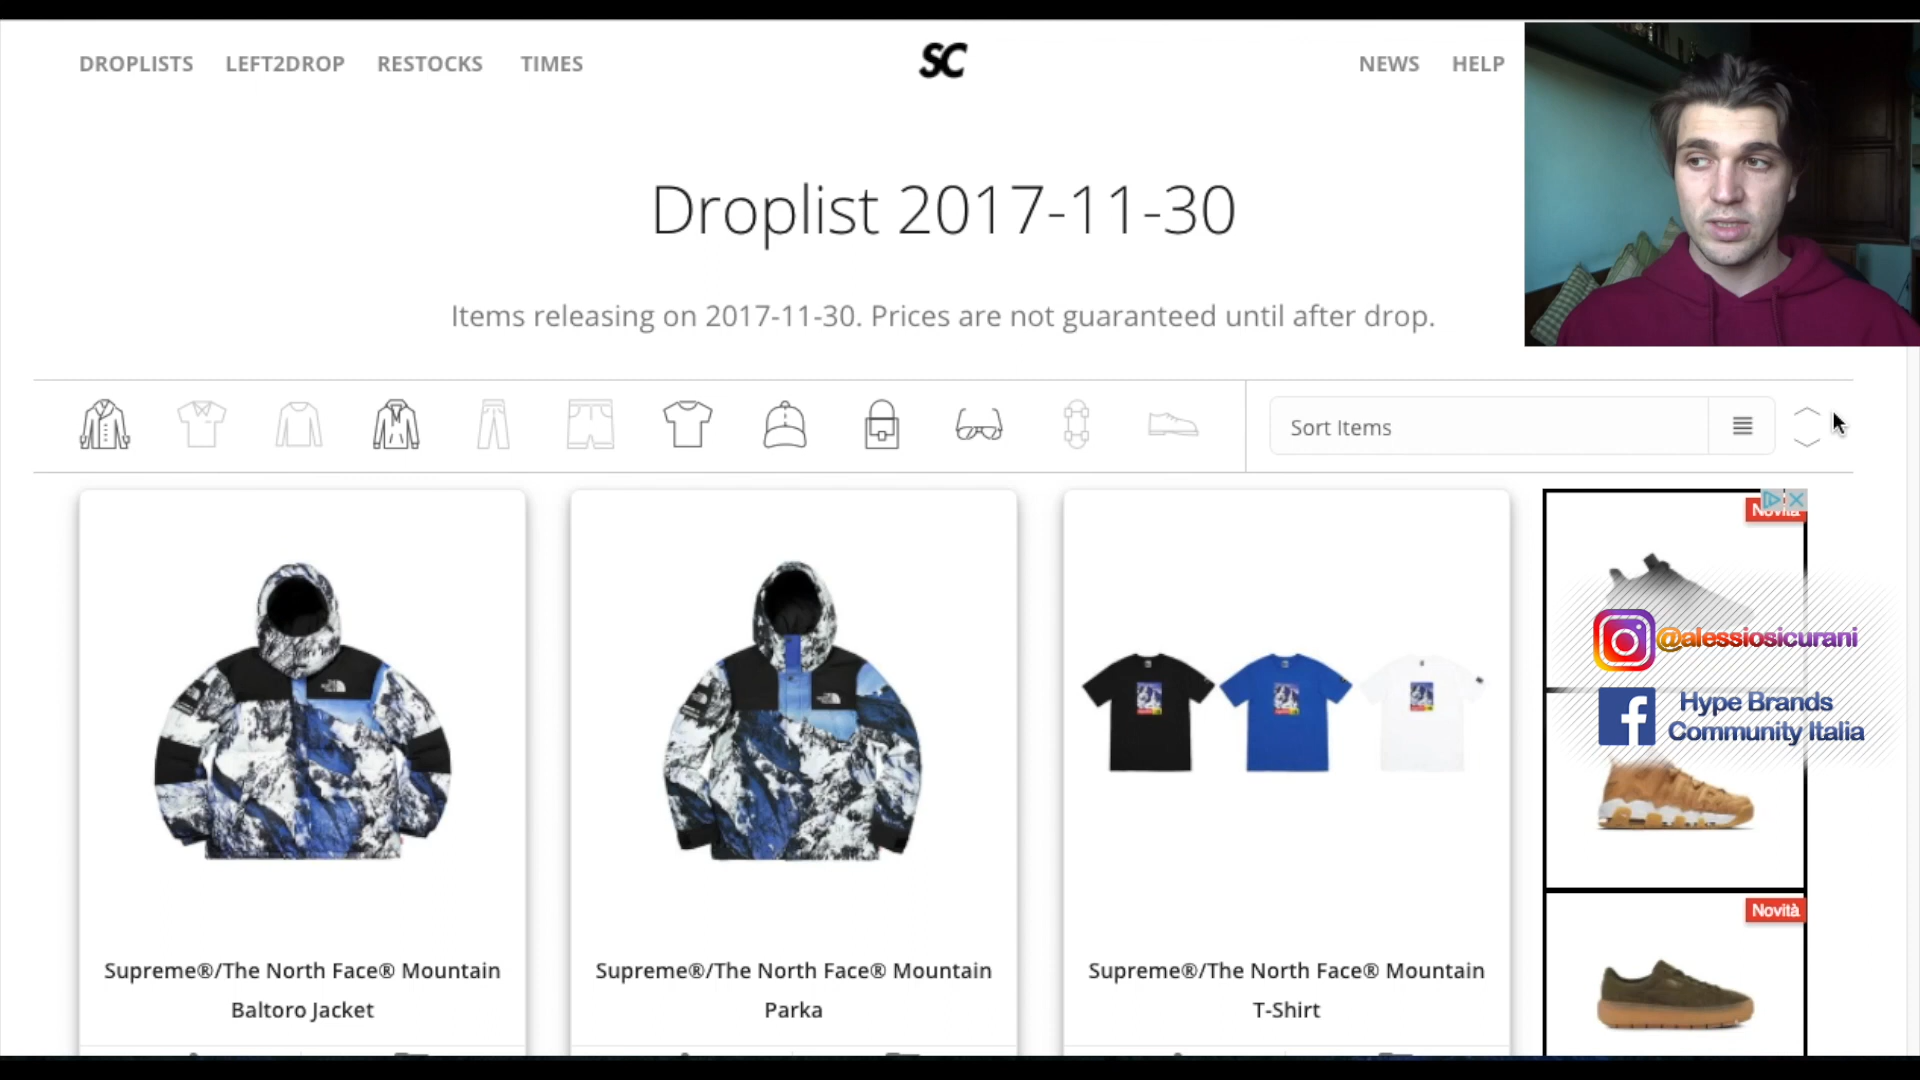 DROPLISTS LEFT2DROP RESTOCKS TIMES SC NEWS HELP
Droplist 2017-11-30
Items releasing on 2017-11-30. Prices are not guaranteed until after drop.
Sort Items
Novità
@alessiosicurani
Hype Brands
Community Italia
Novità
Supreme®/The North Face® Mountain
Baltoro Jacket
Supreme®/The North Face® Mountain
Parka
Supreme®/The North Face® Mountain
T-Shirt